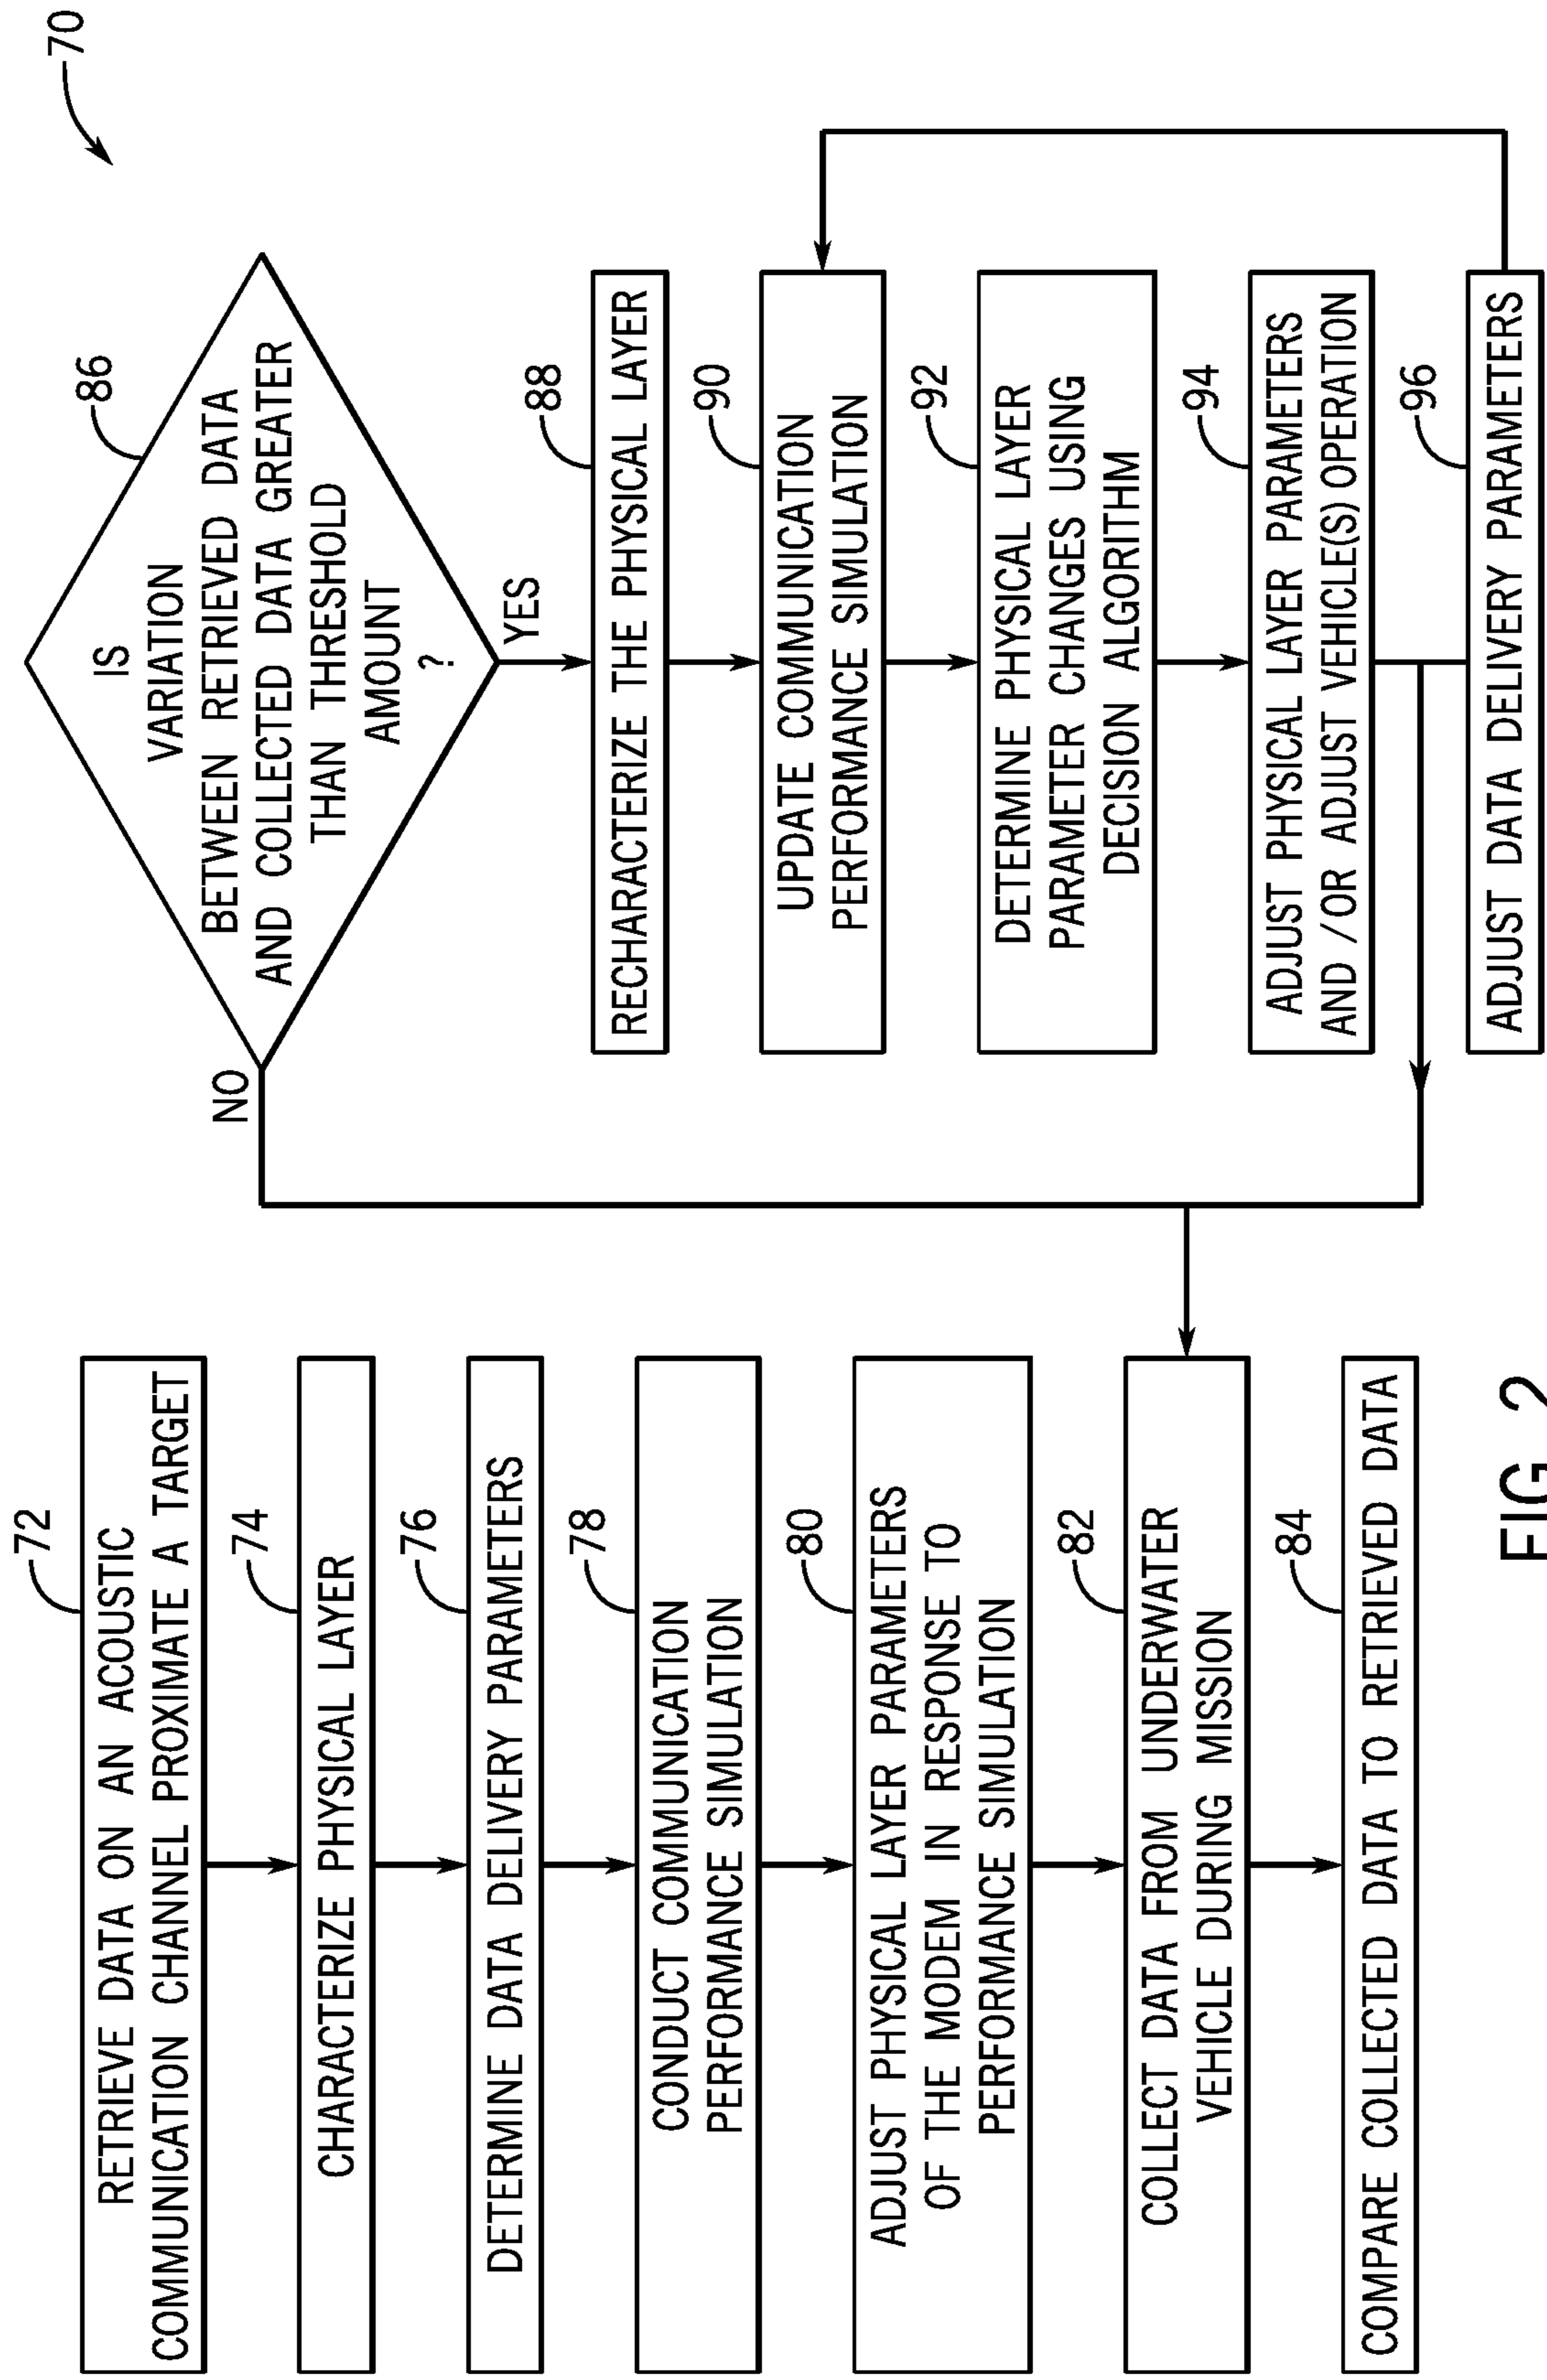 70
72
RETRIEVE DATA ON AN ACOUSTIC
COMMUNICATION CHANNEL PROXIMATE A TARGET
74
CHARACTERIZE PHYSICAL LAYER
76
DETERMINE DATA DELIVERY PARAMETERS
78
CONDUCT COMMUNICATION
PERFORMANCE SIMULATION
80
ADJUST PHYSICAL LAYER PARAMETERS
OF THE MODEM IN RESPONSE TO
PERFORMANCE SIMULATION
82
COLLECT DATA FROM UNDERWATER
VEHICLE DURING MISSION
84
COMPARE COLLECTED DATA TO RETRIEVED DATA
86
IS
VARIATION
BETWEEN RETRIEVED DATA
AND COLLECTED DATA GREATER
THAN THRESHOLD
AMOUNT
?
NO
YES
88
RECHARACTERIZE THE PHYSICAL LAYER
90
UPDATE COMMUNICATION
PERFORMANCE SIMULATION
92
DETERMINE PHYSICAL LAYER
PARAMETER CHANGES USING
DECISION ALGORITHM
94
ADJUST PHYSICAL LAYER PARAMETERS
AND /OR ADJUST VEHICLE(S) OPERATION
96
ADJUST DATA DELIVERY PARAMETERS
FIG 2